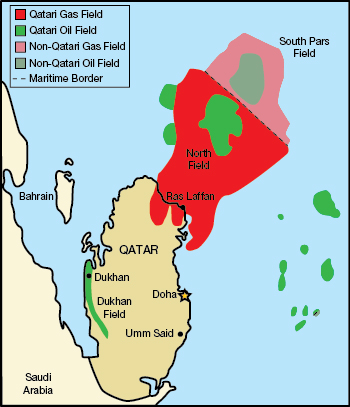 Qatari Gas Field
Qatari Oil Field
Non-Qatari Gas Field
Non-Qatari Oil Field
Maritime Border
South Pars
Field
North
Field
Ras Laffan
Bahrain
QATAR
Dukhan
Doha
Dukhan
Field
Umm Said
Saudi
Arabia